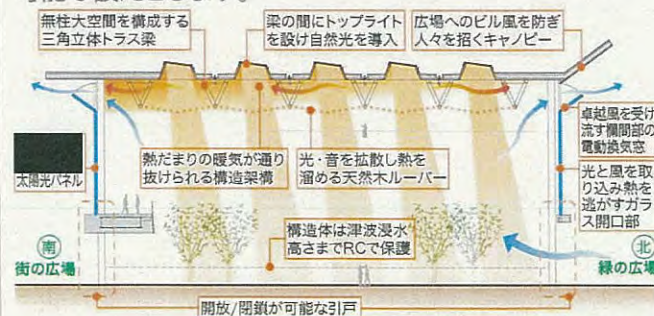 無柱大空間を構成する
三角立体トラス梁
梁の間にトップライト
を設け自然光を導入
広場へのビル風を防ぎ
人々を招くキャノピー
卓越風を受け
流す欄間部の
電動換気窓
熱だまりの暖気が通り
抜けられる構造架構
光・音を拡散し熱を
溜める天然木ルーバー
太陽光パネル
光と風を取
り込み熱を
逃がすガラ
ス開口部
構造体は津波浸水
高さまでRCで保護
南
街の広場
北
緑の広場
開放/閉鎖が可能な引戸